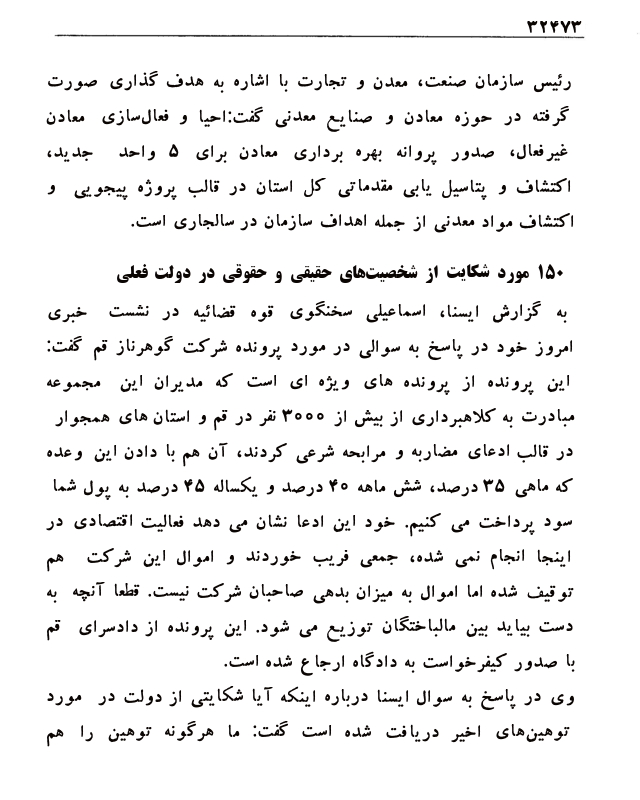 ۳۲۴۷۳
رئیس سازمان صنعت، معدن و تجارت با اشاره به هدف گذاری صورت
گرفته در حوزه معادن و صنایع معدنی گفت:احیا و فعال‌سازی معادن
غیرفعال، صدور پروانه بهره برداری معادن برای ۵ واحد جدید،
اکتشاف و پتاسیل یابی مقدماتی کل استان در قالب پروژه پیجویی و
اکتشاف مواد معدنی از جمله اهداف سازمان در سالجاری است.
۱۵۰ مورد شکایت از شخصیت‌های حقیقی و حقوقی در دولت فعلی
به گزارش ایسنا، اسماعیلی سخنگوی قوه قضائیه در نشست خبری
امروز خود در پاسخ به سوالی در مورد پرونده شرکت گوهرناز قم گفت:
این پرونده از پرونده های ویژه ای است که مدیران این مجموعه
مبادرت به کلاهبرداری از بیش از ۳۰۰۰ نفر در قم و استان های همجوار
در قالب ادعای مضاربه و مرابحه شرعی کردند، آن هم با دادن این وعده
که ماهی ۳۵ درصد، شش ماهه ۴۰ درصد و یکساله ۴۵ درصد به پول شما
سود پرداخت می کنیم. خود این ادعا نشان می دهد فعالیت اقتصادی در
اینجا انجام نمی شده، جمعی فریب خوردند و اموال این شرکت هم
توقیف شده اما اموال به میزان بدهی صاحبان شرکت نیست. قطعا آنچه به
دست بیاید بین مالباختگان توزیع می شود. این پرونده از دادسرای قم
با صدور کیفرخواست به دادگاه ارجاع شده است.
وی در پاسخ به سوال ایسنا درباره اینکه آیا شکایتی از دولت در مورد
توهین‌های اخیر دریافت شده است گفت: ما هرگونه توهین را هم